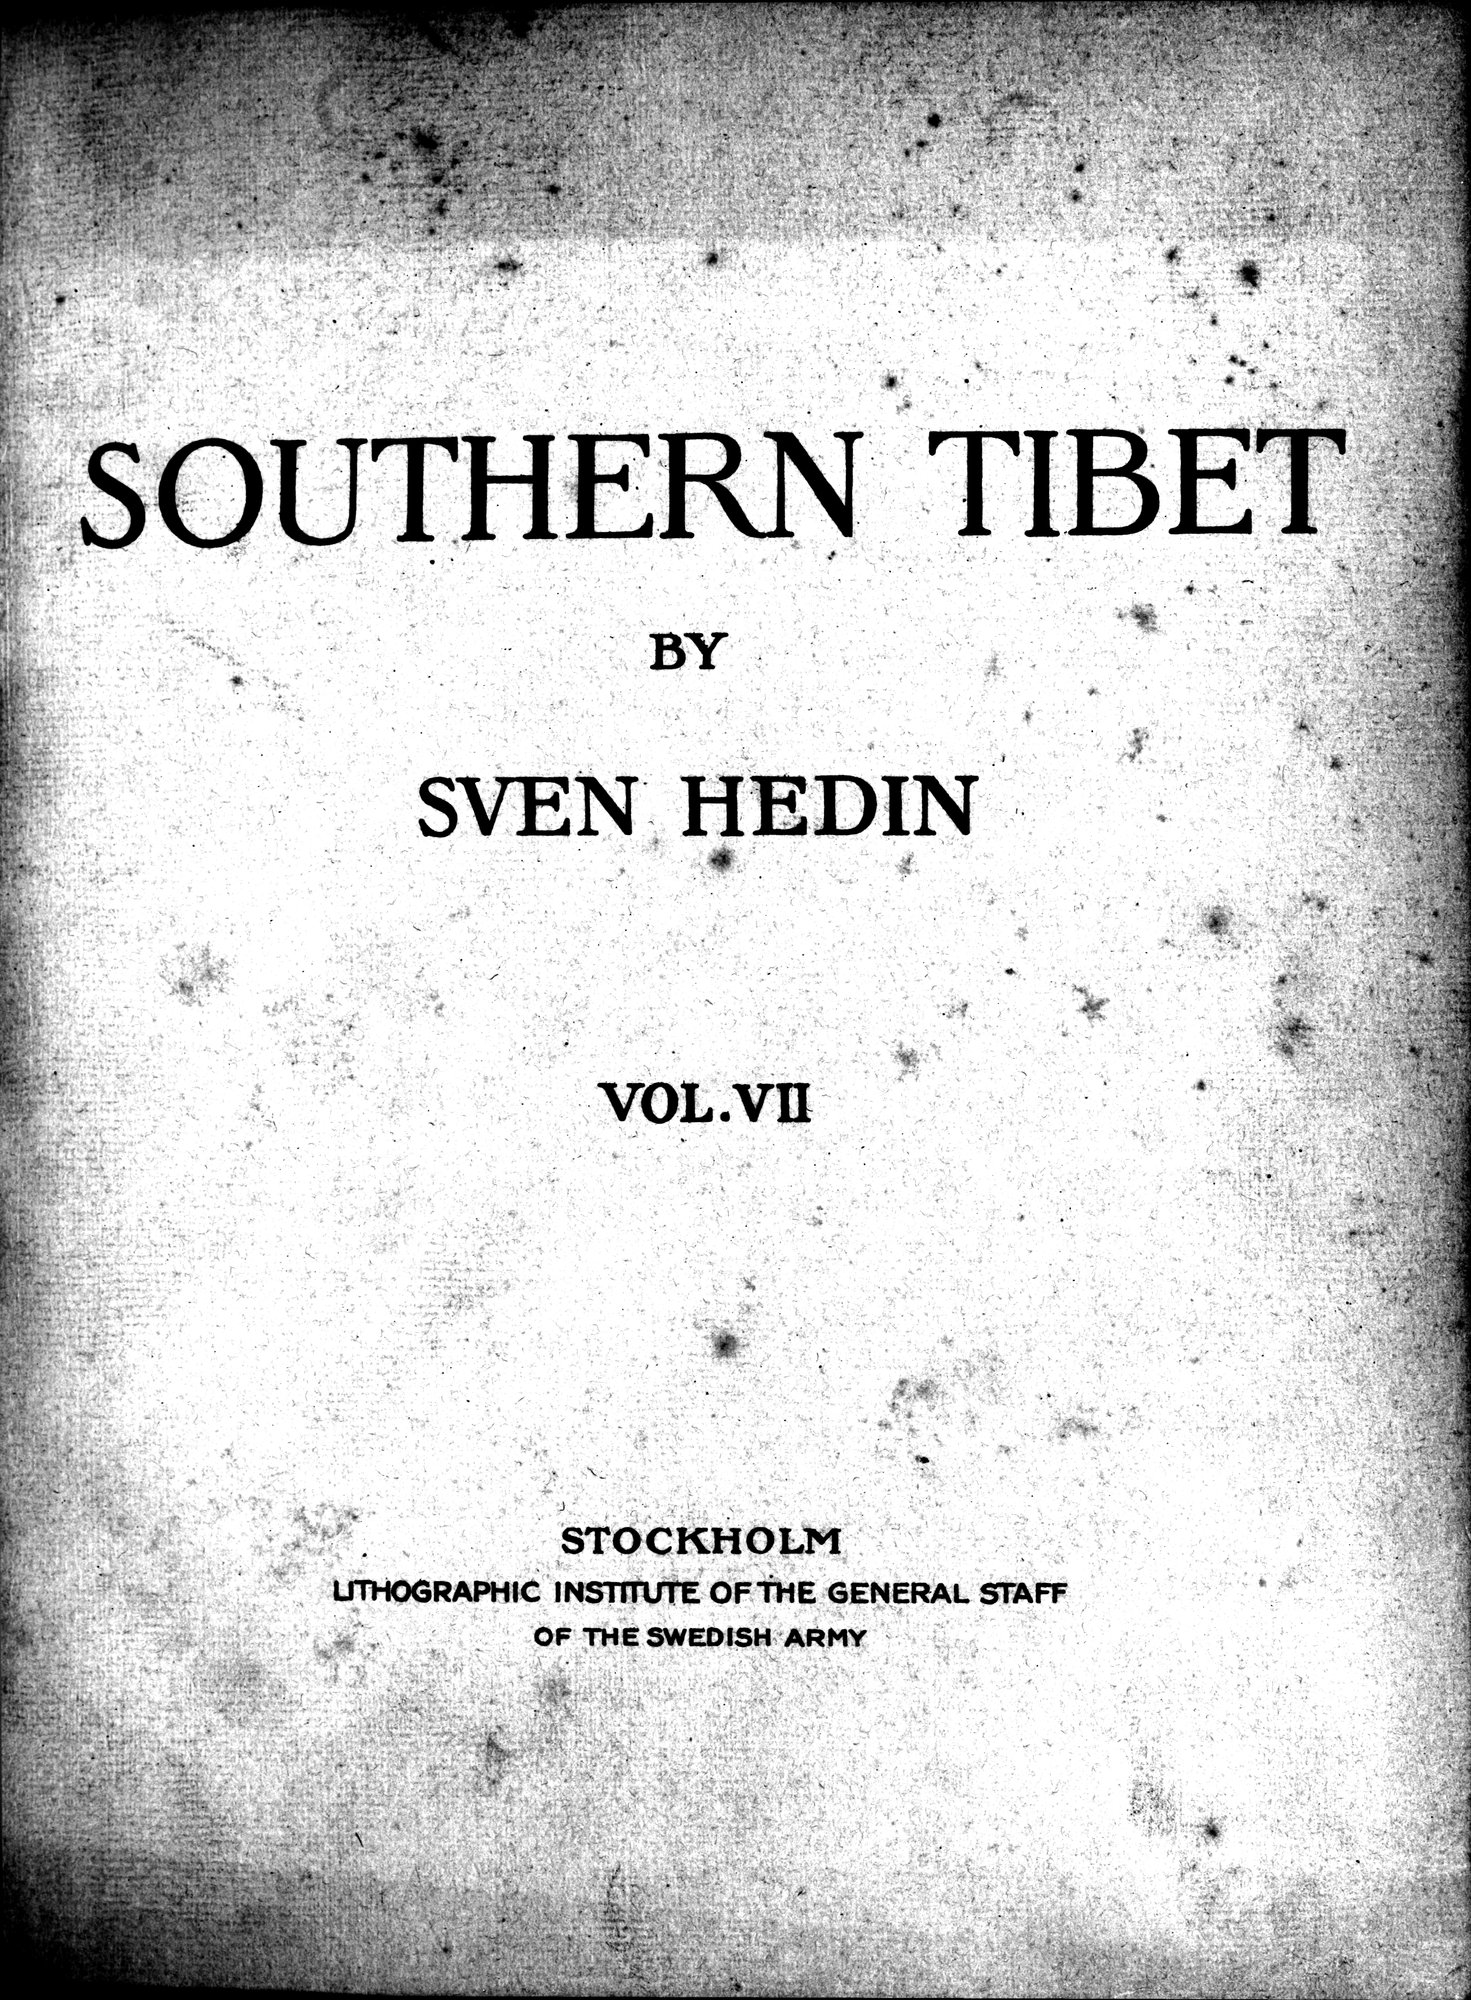 SOUTHERN TIBET
BY
SVEN HEDIN
VOL. VII
STOCKHOLM
LITHOGRAPHIC INSTITUTE OF THE GENERAL STAFF
OF THE SWEDISH ARMY